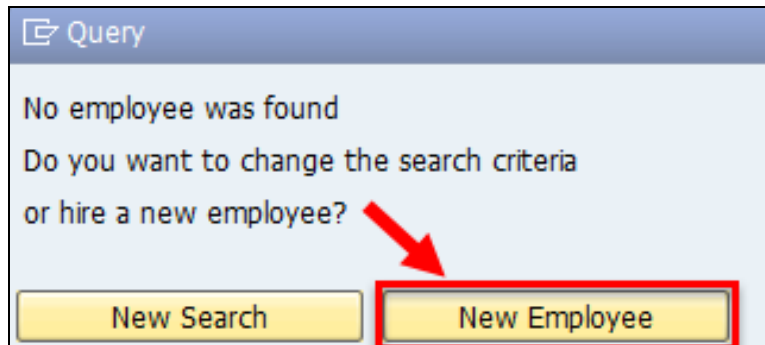 Query
No employee was found
Do you want to change the search criteria
or hire a new employee?
New Search
New Employee